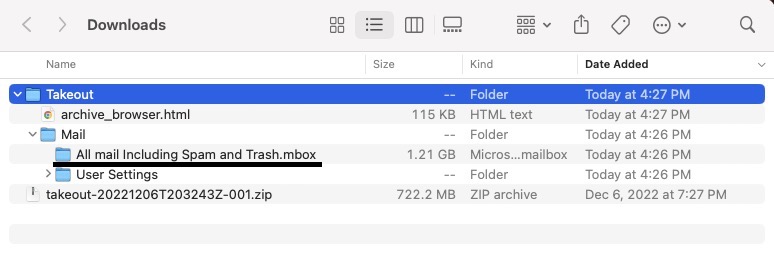 Downloads
Name Size Kind Date Added
Takeout -- Folder Today at 4:27 PM
archive_browser.html 115 KB HTML text Today at 4:27 PM
Mail -- Folder Today at 4:26 PM
All mail Including Spam and Trash.mbox 1.21 GB Micros...mailbox Today at 4:26 PM
User Settings -- Folder Today at 4:26 PM
takeout-20221206T203243Z-001.zip 722.2 MB ZIP archive Dec 6, 2022 at 7:27 PM